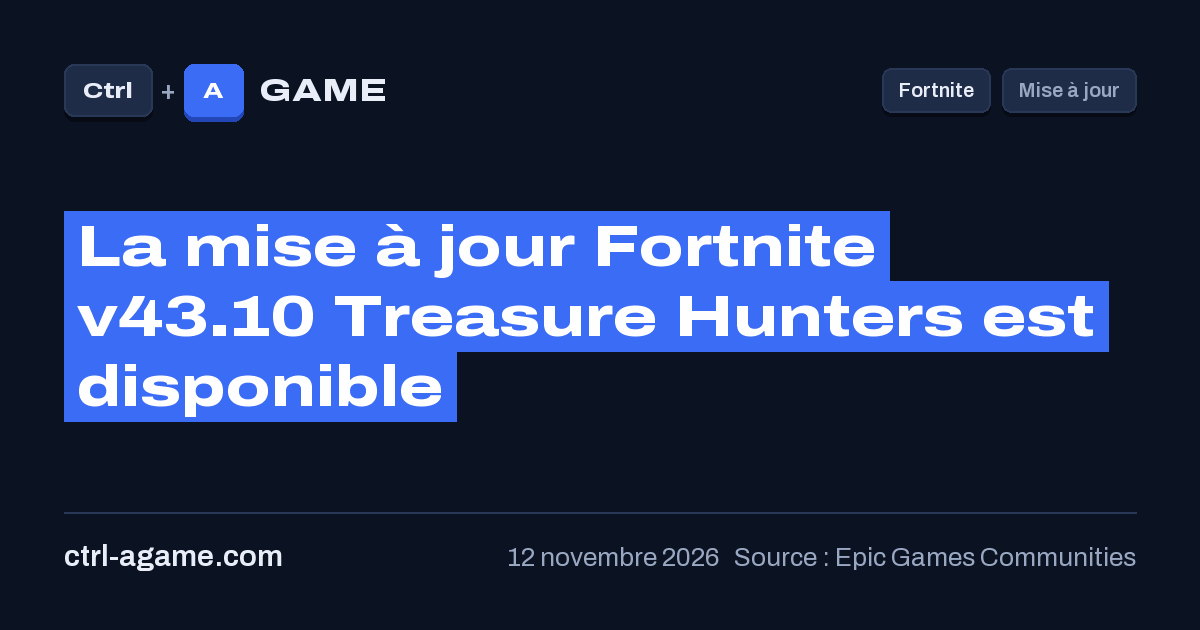 Ctrl + A GAME
Fortnite
Mise à jour
La mise à jour Fortnite
v43.10 Treasure Hunters est
disponible
ctrl-agame.com
12 novembre 2026 Source : Epic Games Communities